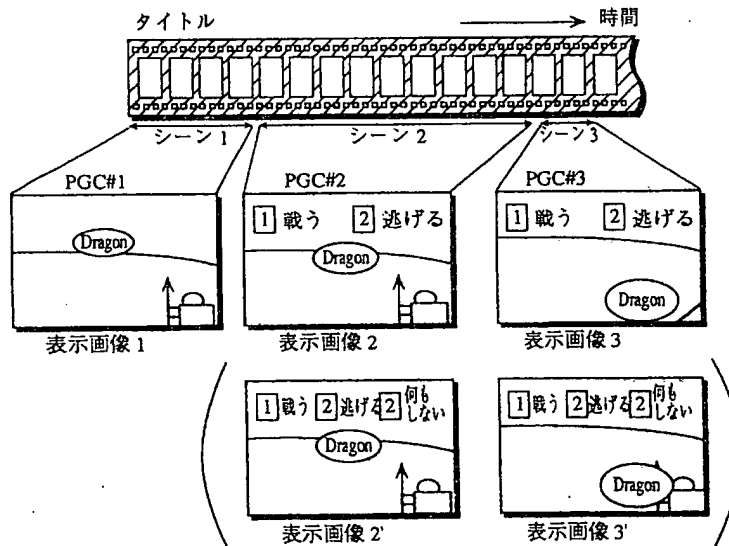 タイトル 時間
シーン 1 シーン 2 シーン 3
PGC#1 PGC#2 PGC#3
Dragon
1 戦う 2 逃げる
Dragon
1 戦う 2 逃げる
Dragon
表示画像 1 表示画像 2 表示画像 3
1 戦う 2 逃げる 2 何も
しない
Dragon
1 戦う 2 逃げる 2 何も
しない
Dragon
表示画像 2' 表示画像 3'